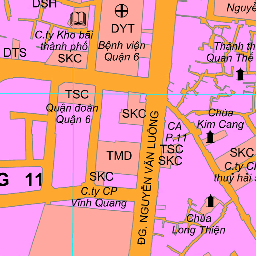 DSH
DYT
Nguyễ
C.ty Kho bãi
thành phố
Bệnh viện
Quận 6
Thánh th
Quan Thế
DTS
SKC
TSC
Quận đoàn
Quận 6
SKC
CA
P.11
Chùa
Kim Cang
TMD
TSC
SKC
SKC
C.ty C
thuỷ hải s
G 11
SKC
C.ty CP
Vĩnh Quang
ĐG. NGUYỄN VĂN LUÔNG
Chùa
Long Thiện